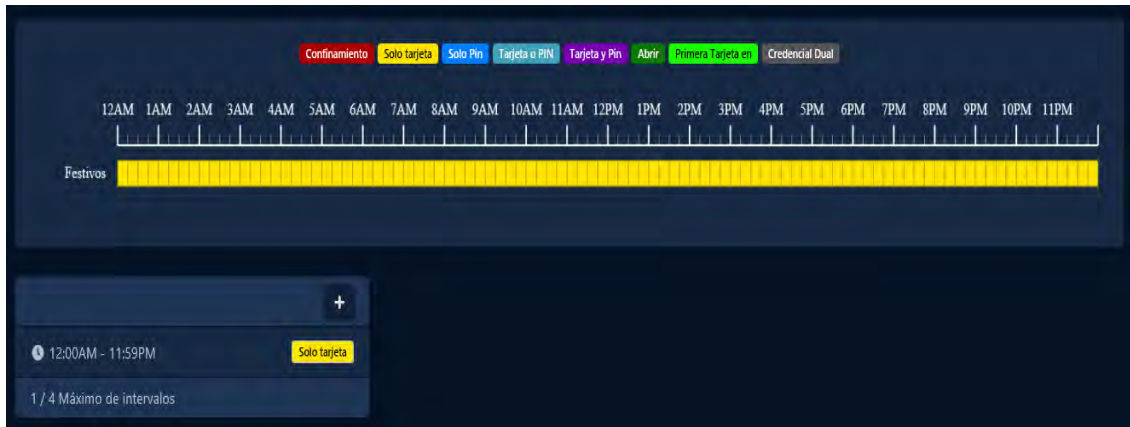 Confinamiento Solo tarjeta Solo Pin Tarjeta o PIN Tarjeta y Pin Abrir Primera Tarjeta en Credencial Dual
12AM 1AM 2AM 3AM 4AM 5AM 6AM 7AM 8AM 9AM 10AM 11AM 12PM 1PM 2PM 3PM 4PM 5PM 6PM 7PM 8PM 9PM 10PM 11PM
Festivos
+
12:00AM - 11:59PM Solo tarjeta
1 / 4 Máximo de intervalos